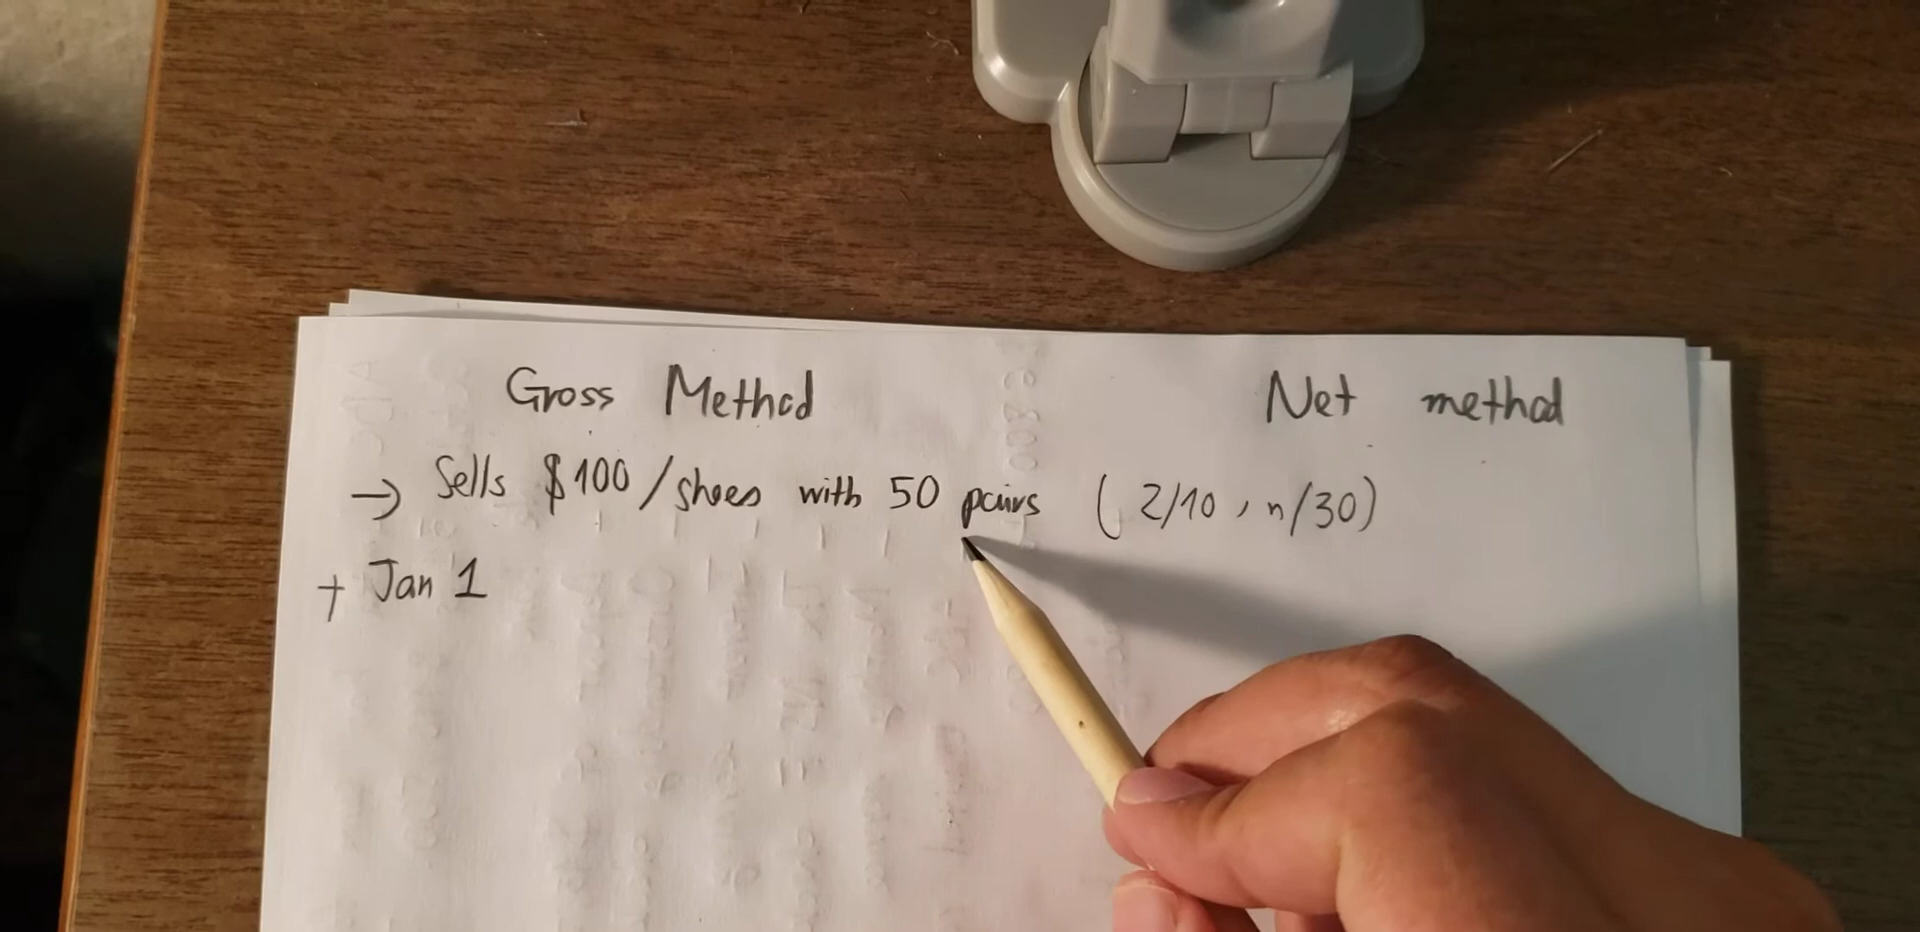 Gross Method Net method
→ Sells $100/shoes with 50 pairs (2/10, n/30)
+ Jan 1